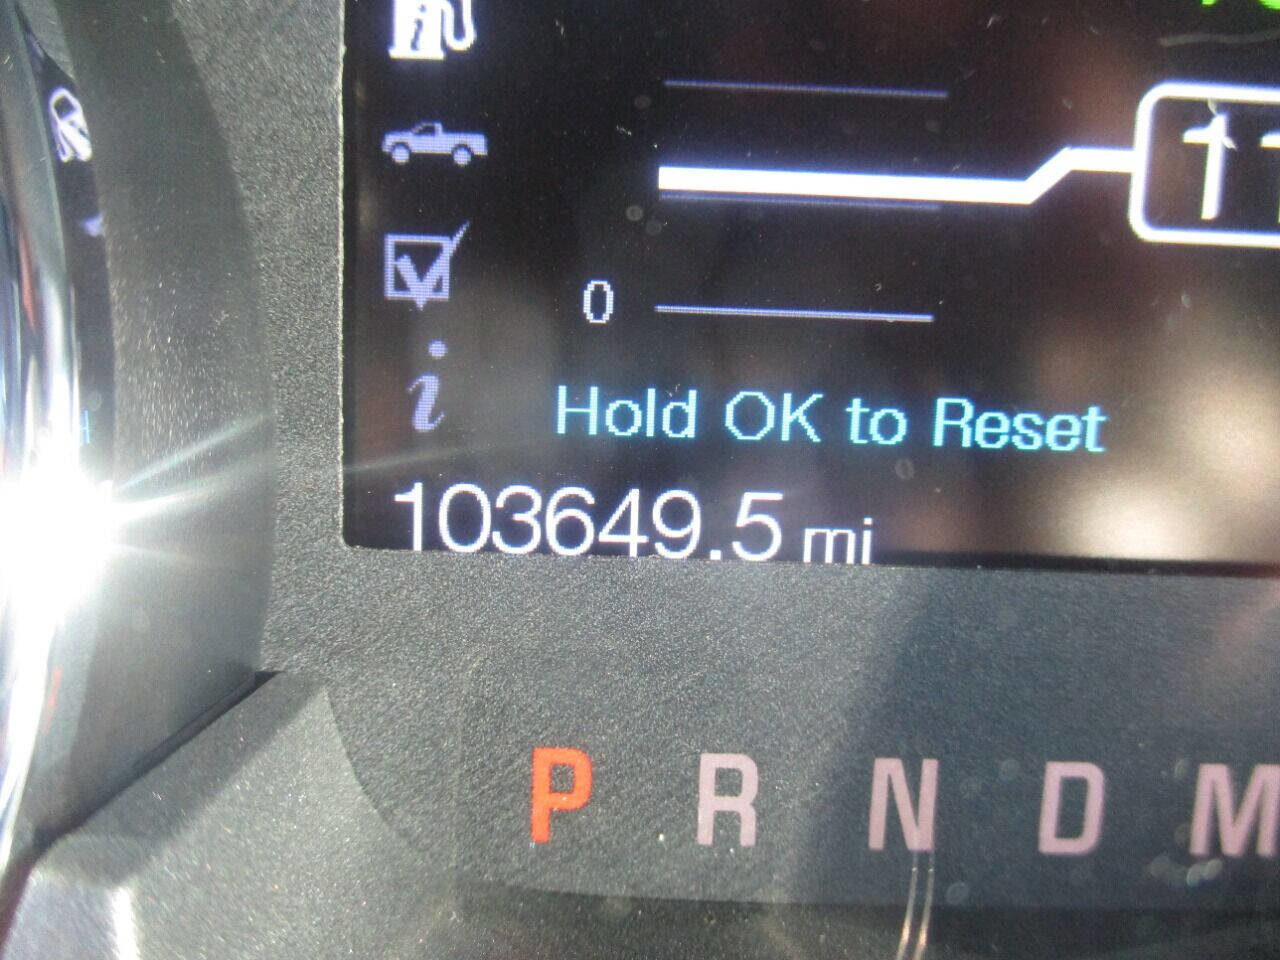 0
Hold OK to Reset
103649.5 mi
P R N D M